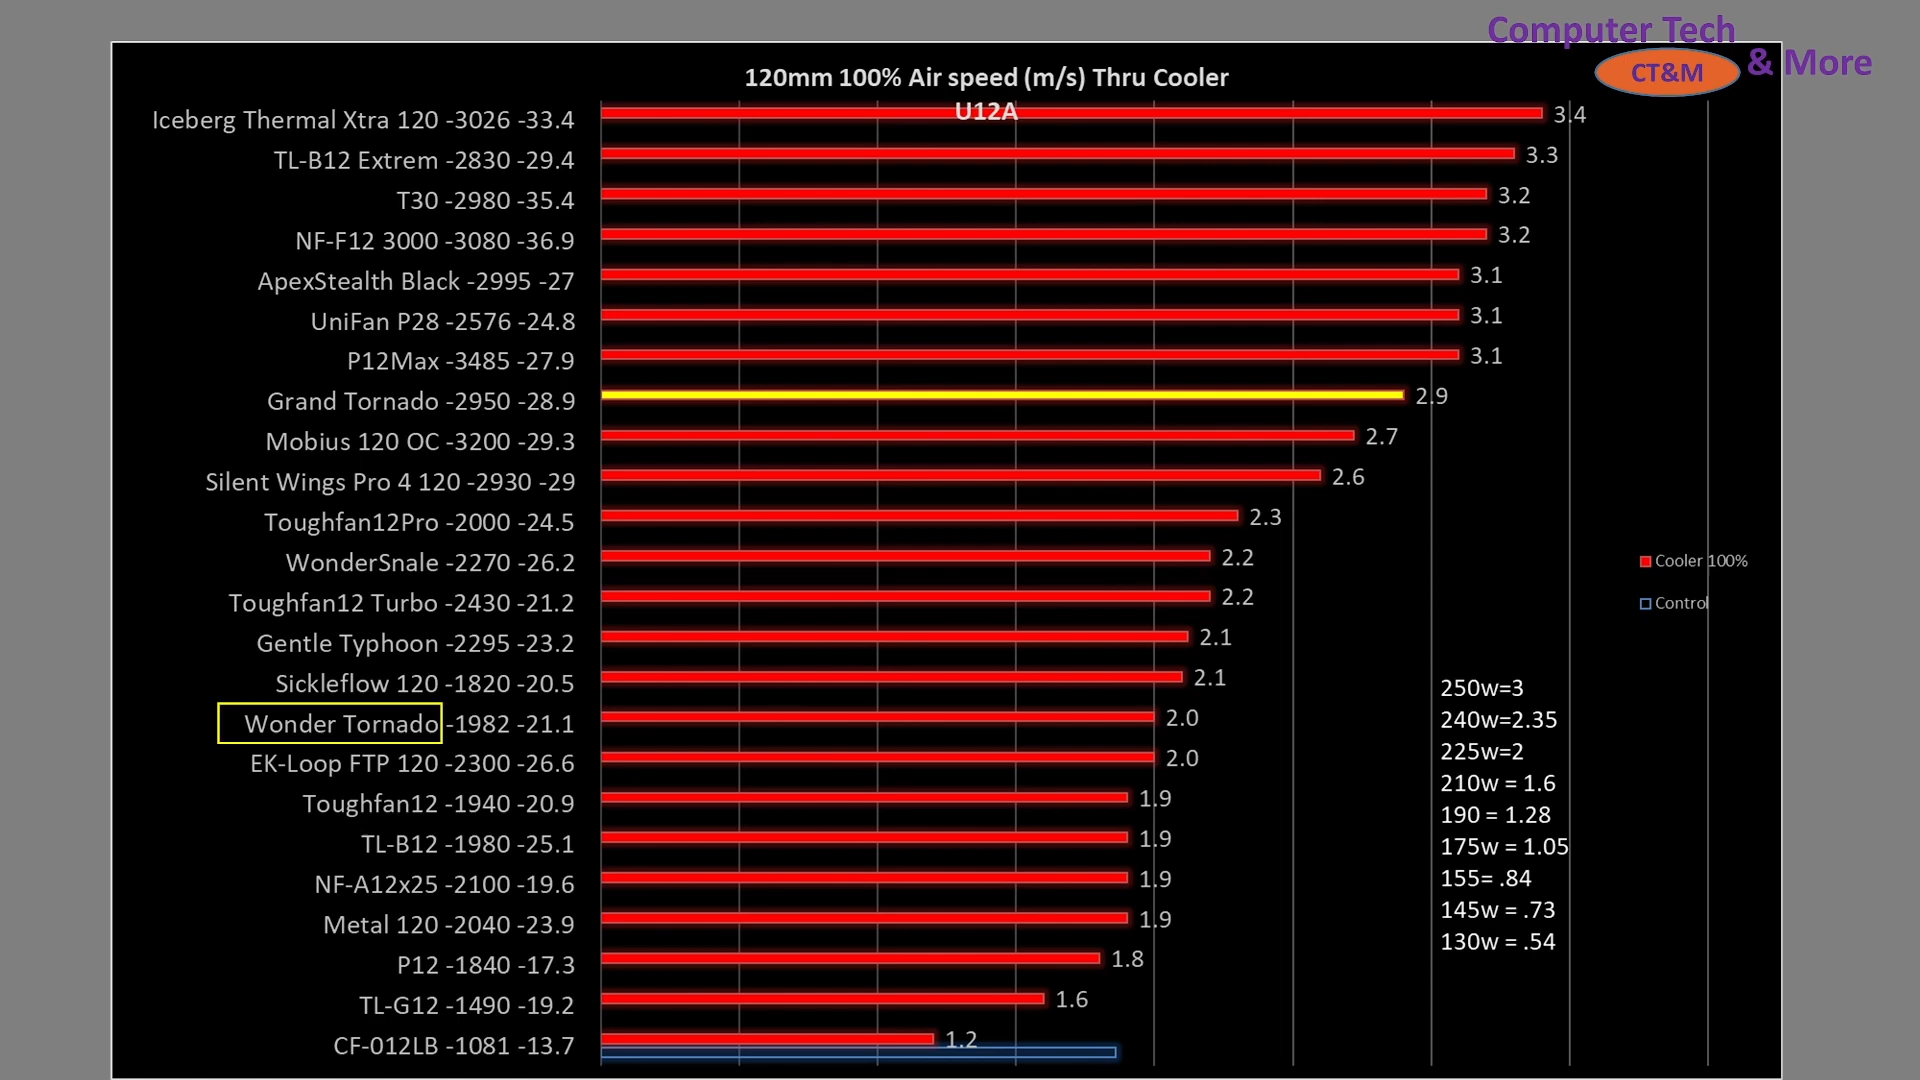 Computer Tech
CT&M
& More
120mm 100% Air speed (m/s) Thru Cooler
U12A
Iceberg Thermal Xtra 120 -3026 -33.4 3.4
TL-B12 Extrem -2830 -29.4 3.3
T30 -2980 -35.4 3.2
NF-F12 3000 -3080 -36.9 3.2
ApexStealth Black -2995 -27 3.1
UniFan P28 -2576 -24.8 3.1
P12Max -3485 -27.9 3.1
Grand Tornado -2950 -28.9 2.9
Mobius 120 OC -3200 -29.3 2.7
Silent Wings Pro 4 120 -2930 -29 2.6
Toughfan12Pro -2000 -24.5 2.3
WonderSnale -2270 -26.2 2.2
Toughfan12 Turbo -2430 -21.2 2.2
Gentle Typhoon -2295 -23.2 2.1
Sickleflow 120 -1820 -20.5 2.1
Wonder Tornado -1982 -21.1 2.0
EK-Loop FTP 120 -2300 -26.6 2.0
Toughfan12 -1940 -20.9 1.9
TL-B12 -1980 -25.1 1.9
NF-A12x25 -2100 -19.6 1.9
Metal 120 -2040 -23.9 1.9
P12 -1840 -17.3 1.8
TL-G12 -1490 -19.2 1.6
CF-012LB -1081 -13.7 1.2
Cooler 100%
Control
250w=3
240w=2.35
225w=2
210w = 1.6
190 = 1.28
175w = 1.05
155= .84
145w = .73
130w = .54